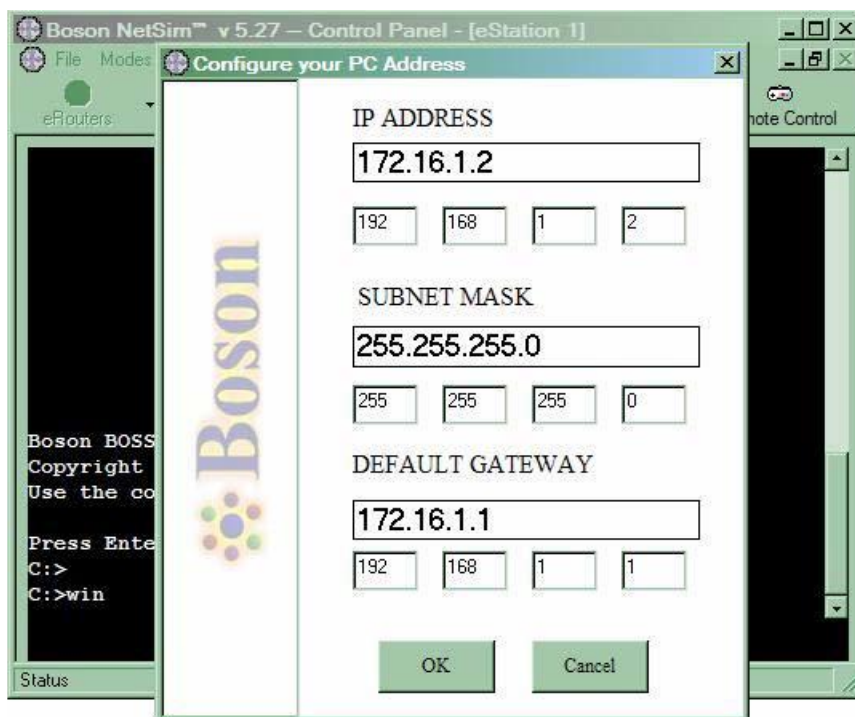 Boson NetSim™ v 5.27 – Control Panel - [eStation 1]
File Modes
Configure your PC Address
eRouters
note Control
IP ADDRESS
172.16.1.2
192 168 1 2
SUBNET MASK
255.255.255.0
255 255 255 0
DEFAULT GATEWAY
172.16.1.1
192 168 1 1
OK Cancel
Boson
Boson BOSS
Copyright
Use the co
Press Ente
C:>
C:>win
Status